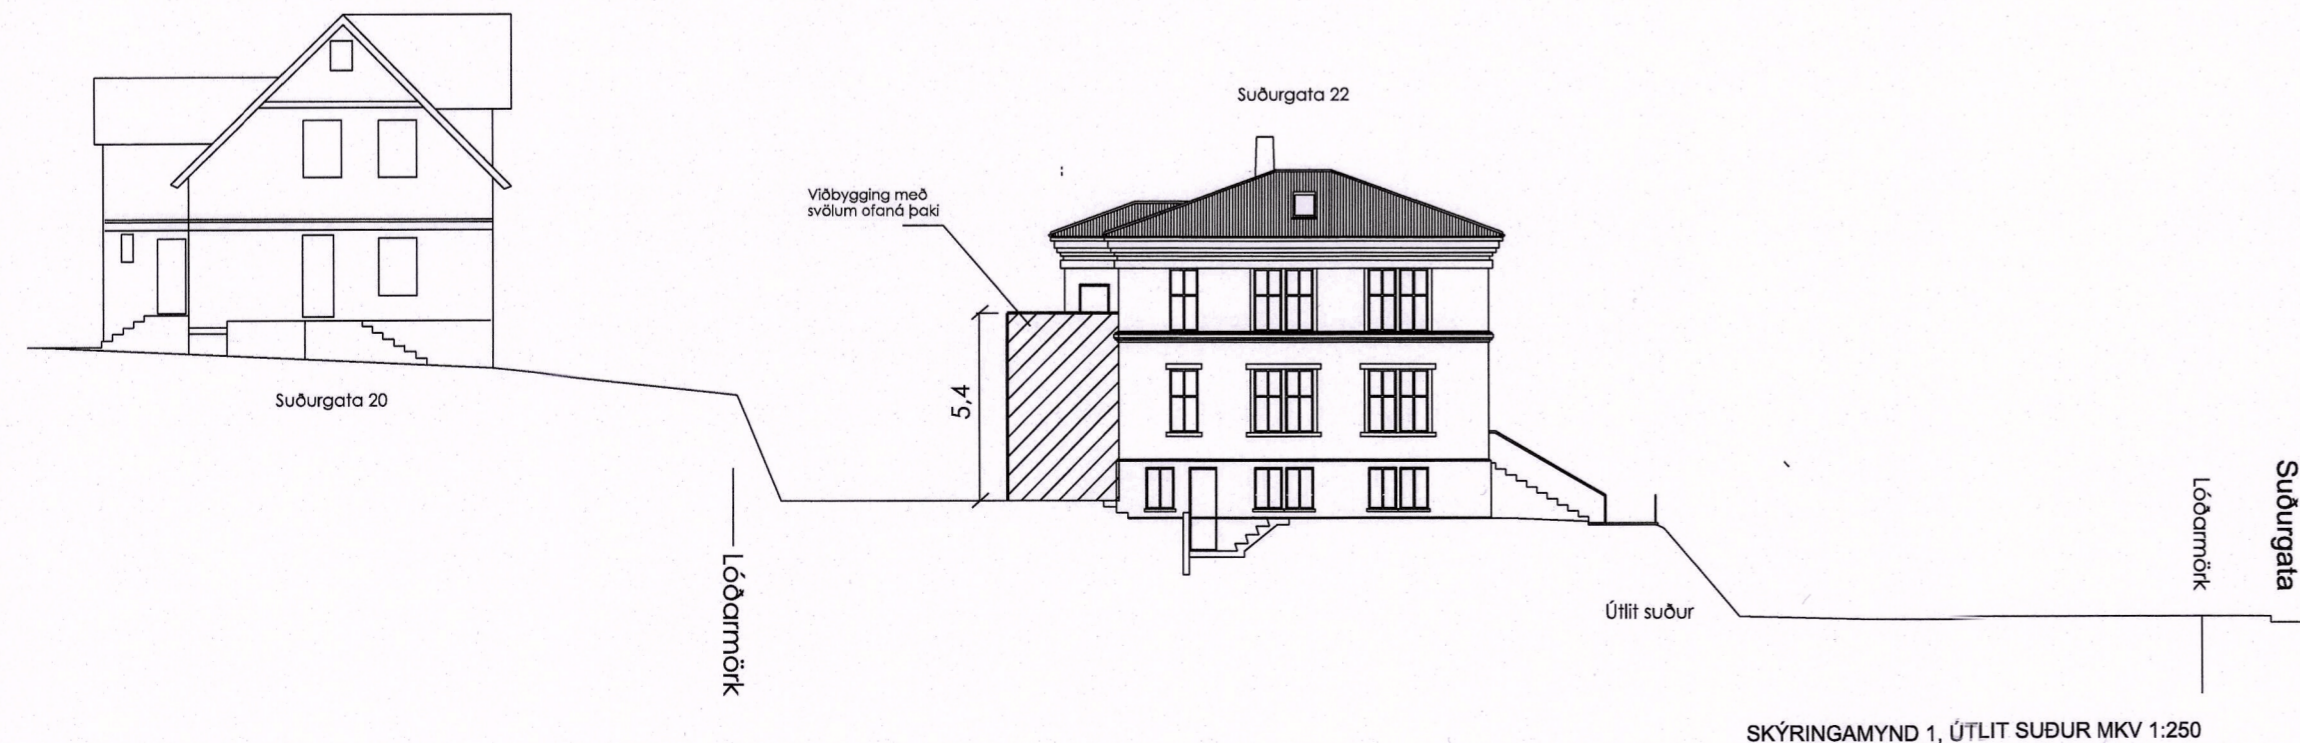 Suðurgata 22
Viðbygging með
svölum ofaná þaki
5,4
Suðurgata 20
Lóðarmörk
Útlit suður
Lóðarmörk
Suðurgata
SKÝRINGAMYND 1, ÚTLIT SUÐUR MKV 1:250